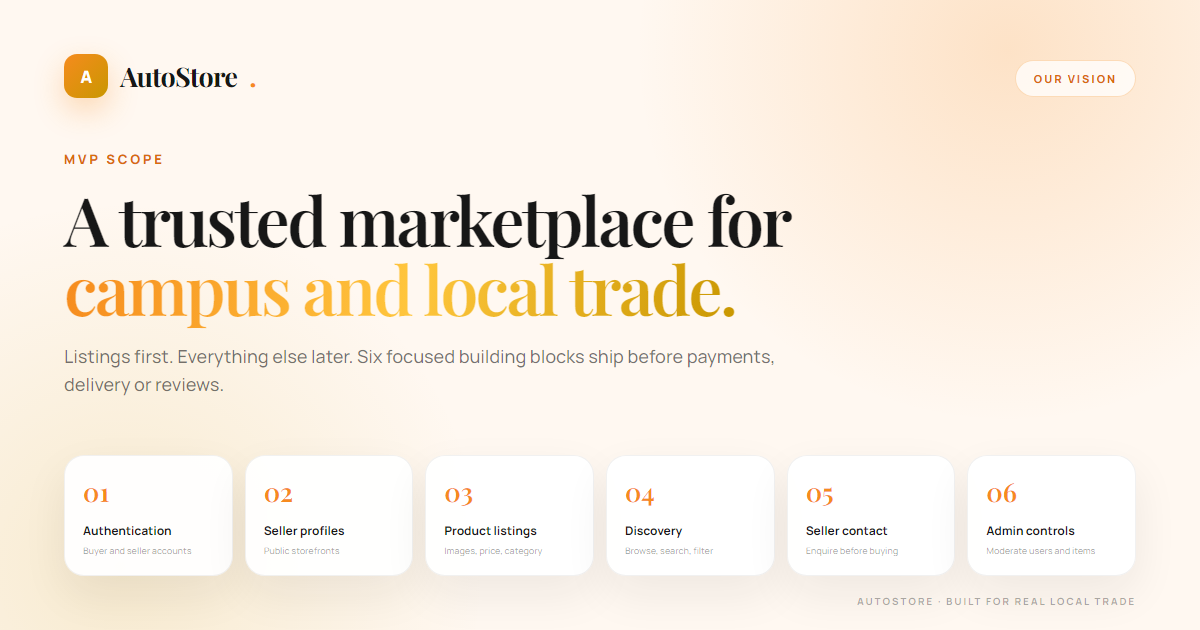 A
AutoStore .
OUR VISION
MVP SCOPE
A trusted marketplace for
campus and local trade.
Listings first. Everything else later. Six focused building blocks ship before payments,
delivery or reviews.
01
Authentication
Buyer and seller accounts
02
Seller profiles
Public storefronts
03
Product listings
Images, price, category
04
Discovery
Browse, search, filter
05
Seller contact
Enquire before buying
06
Admin controls
Moderate users and items
AUTOSTORE · BUILT FOR REAL LOCAL TRADE